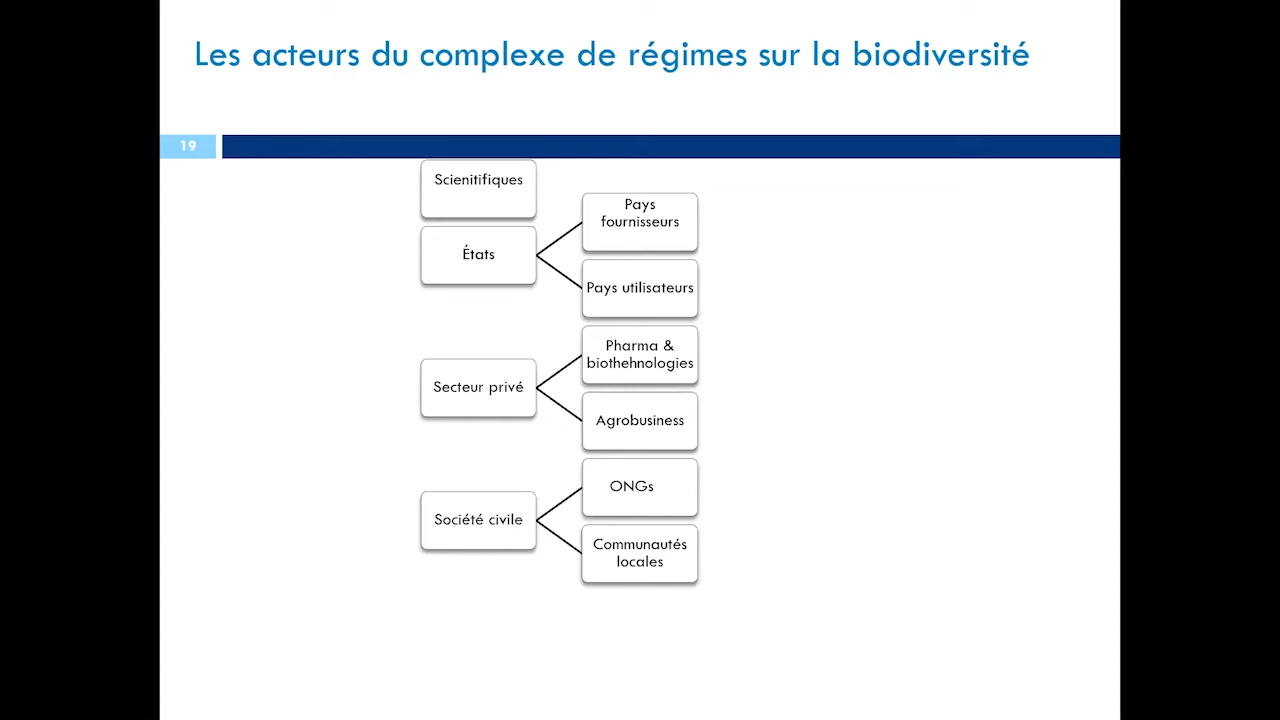 Les acteurs du complexe de régimes sur la biodiversité
19
Scienitifiques
États
Pays
fournisseurs
Pays utilisateurs
Secteur privé
Pharma &
biothehnologies
Agrobusiness
Société civile
ONGs
Communautés
locales